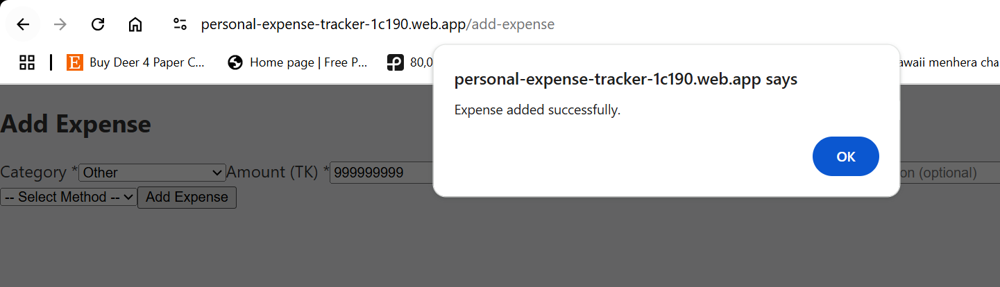 personal-expense-tracker-1c190.web.app/add-expense
Buy Deer 4 Paper C... Home page | Free P... 80,0 awaii menhera cha
personal-expense-tracker-1c190.web.app says
Expense added successfully.
OK
Add Expense
Category * Other Amount (TK) * 999999999 on (optional)
-- Select Method -- Add Expense